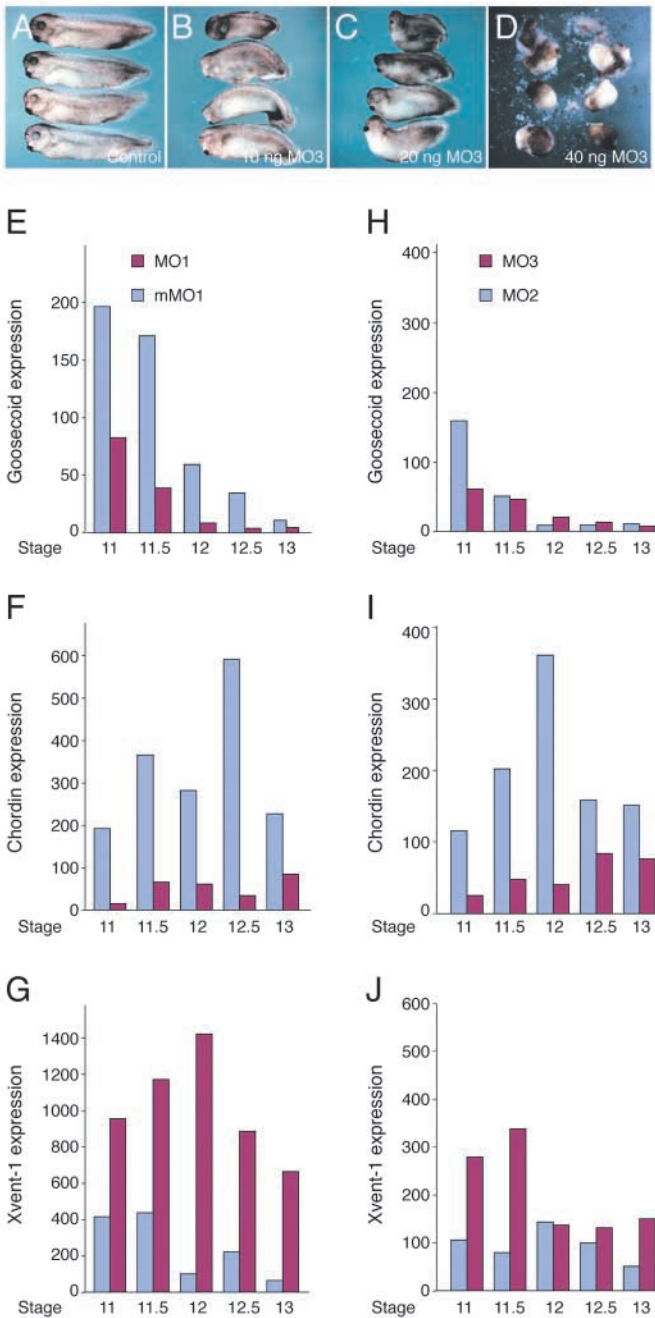 A
B
C
D
Control
10 ng MO3
20 ng MO3
40 ng MO3
E
MO1
mMO1
Goosecoid expression
200
150
100
50
0
Stage 11 11.5 12 12.5 13
H
MO3
MO2
Goosecoid expression
400
300
200
100
0
Stage 11 11.5 12 12.5 13
F
Chordin expression
600
400
300
200
100
0
Stage 11 11.5 12 12.5 13
I
Chordin expression
400
300
200
100
0
Stage 11 11.5 12 12.5 13
G
Xvent-1 expression
1400
1200
1000
800
600
400
200
0
Stage 11 11.5 12 12.5 13
J
Xvent-1 expression
600
500
400
300
200
100
0
Stage 11 11.5 12 12.5 13